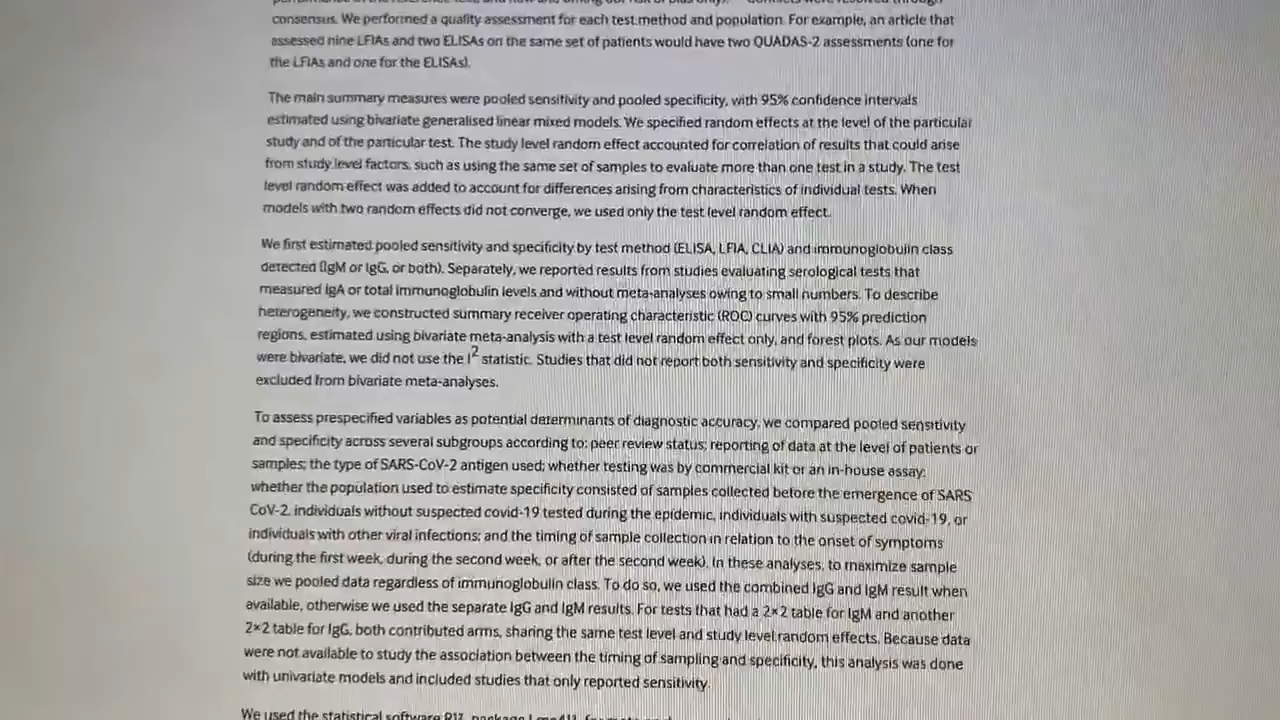 consensus. We performed a quality assessment for each test method and population. For example, an article that
assessed nine LFIAs and two ELISAs on the same set of patients would have two QUADAS-2 assessments (one for
the LFIAs and one for the ELISAs).
The main summary measures were pooled sensitivity and pooled specificity, with 95% confidence intervals
estimated using bivariate generalised linear mixed models. We specified random effects at the level of the particular
study and of the particular test. The study level random effect accounted for correlation of results that could arise
from study level factors, such as using the same set of samples to evaluate more than one test in a study. The test
level random effect was added to account for differences arising from characteristics of individual tests. When
models with two random effects did not converge, we used only the test level random effect.
We first estimated pooled sensitivity and specificity by test method (ELISA, LFIA, CLIA) and immunoglobulin class
detected (IgM or IgG, or both). Separately, we reported results from studies evaluating serological tests that
measured IgA or total immunoglobulin levels and without meta-analyses owing to small numbers. To describe
heterogeneity, we constructed summary receiver operating characteristic (ROC) curves with 95% prediction
regions, estimated using bivariate meta-analysis with a test level random effect only, and forest plots. As our models
were bivariate, we did not use the I2 statistic. Studies that did not report both sensitivity and specificity were
excluded from bivariate meta-analyses.
To assess prespecified variables as potential determinants of diagnostic accuracy, we compared pooled sensitivity
and specificity across several subgroups according to: peer review status; reporting of data at the level of patients or
samples; the type of SARS-CoV-2 antigen used; whether testing was by commercial kit or an in-house assay;
whether the population used to estimate specificity consisted of samples collected before the emergence of SARS
CoV-2, individuals without suspected covid-19 tested during the epidemic, individuals with suspected covid-19, or
individuals with other viral infections; and the timing of sample collection in relation to the onset of symptoms
(during the first week, during the second week, or after the second week). In these analyses, to maximize sample
size we pooled data regardless of immunoglobulin class. To do so, we used the combined IgG and IgM result when
available, otherwise we used the separate IgG and IgM results. For tests that had a 2×2 table for IgM and another
2×2 table for IgG, both contributed arms, sharing the same test level and study level random effects. Because data
were not available to study the association between the timing of sampling and specificity, this analysis was done
with univariate models and included studies that only reported sensitivity.
We used the statistical software